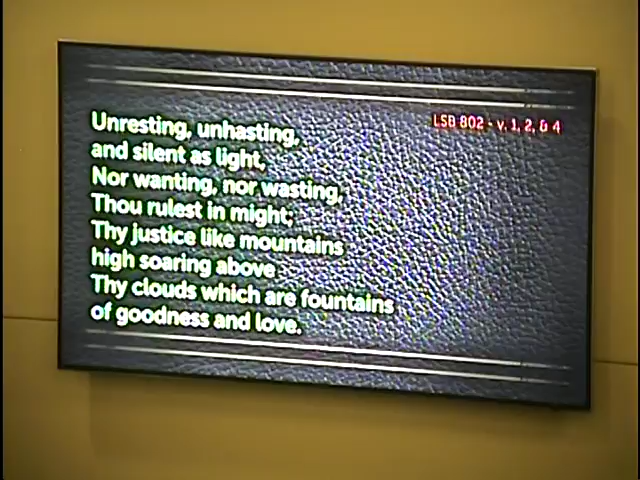 LSB 802 - v. 1, 2, & 4
Unresting, unhasting,
and silent as light,
Nor wanting, nor wasting,
Thou rulest in might;
Thy justice like mountains
high soaring above
Thy clouds which are fountains
of goodness and love.